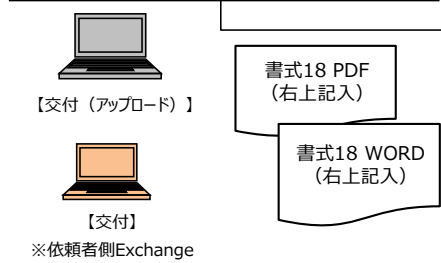 【交付（アップロード）】
【交付】
※依頼者側Exchange
書式18 PDF
（右上記入）
書式18 WORD
（右上記入）